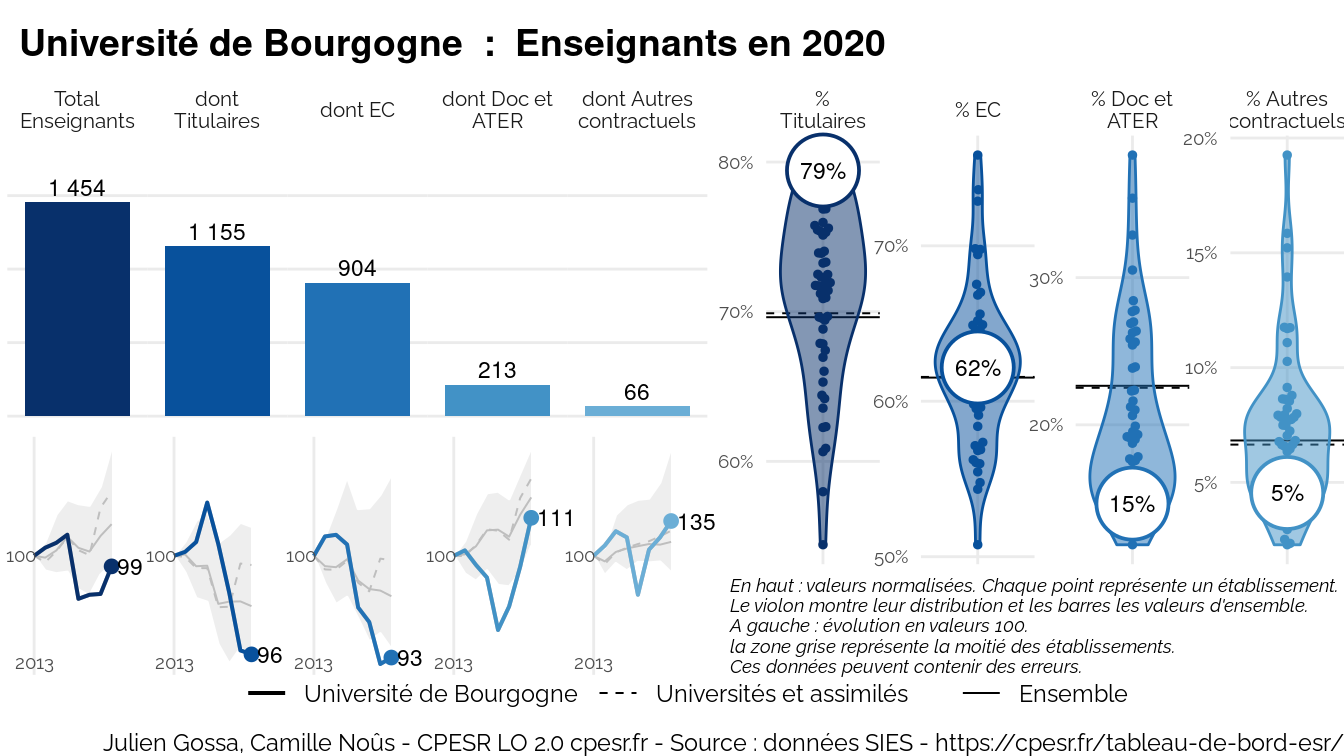 Université de Bourgogne : Enseignants en 2020
Total
Enseignants
dont
Titulaires
dont EC
dont Doc et
ATER
dont Autres
contractuels
1 454
1 155
904
213
66
100
2013
99
100
2013
96
100
2013
93
100
2013
111
100
2013
135
%
Titulaires
80%
70%
60%
79%
% EC
70%
60%
50%
62%
% Doc et
ATER
30%
20%
15%
% Autres
contractuels
20%
15%
10%
5%
5%
En haut : valeurs normalisées. Chaque point représente un établissement.
Le violon montre leur distribution et les barres les valeurs d'ensemble.
A gauche : évolution en valeurs 100.
la zone grise représente la moitié des établissements.
Ces données peuvent contenir des erreurs.
Université de Bourgogne Universités et assimilés Ensemble
Julien Gossa, Camille Noûs - CPESR LO 2.0 cpesr.fr - Source : données SIES - https://cpesr.fr/tableau-de-bord-esr/